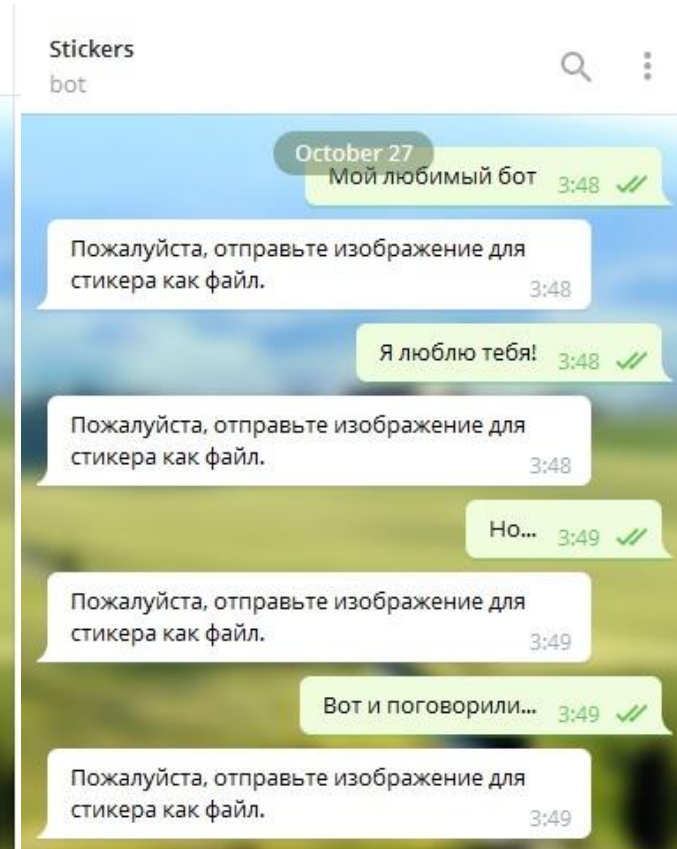 Stickers
bot
October 27
Мой любимый бот 3:48
Пожалуйста, отправьте изображение для
стикера как файл. 3:48
Я люблю тебя! 3:48
Пожалуйста, отправьте изображение для
стикера как файл. 3:48
Но... 3:49
Пожалуйста, отправьте изображение для
стикера как файл. 3:49
Вот и поговорили... 3:49
Пожалуйста, отправьте изображение для
стикера как файл. 3:49